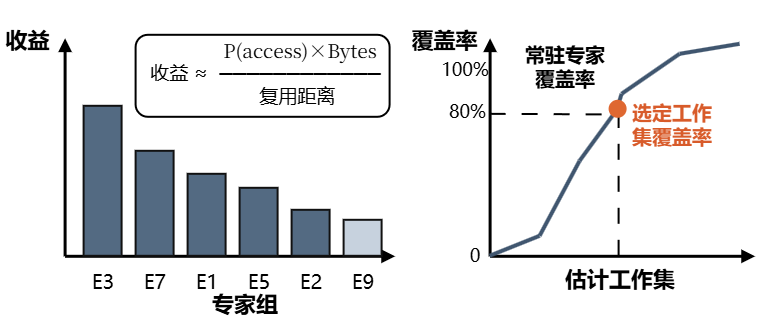 收益
收益 ≈
P(access)×Bytes
复用距离
E3 E7 E1 E5 E2 E9
专家组
覆盖率
100%
80%
0
常驻专家
覆盖率
选定工作
集覆盖率
估计工作集